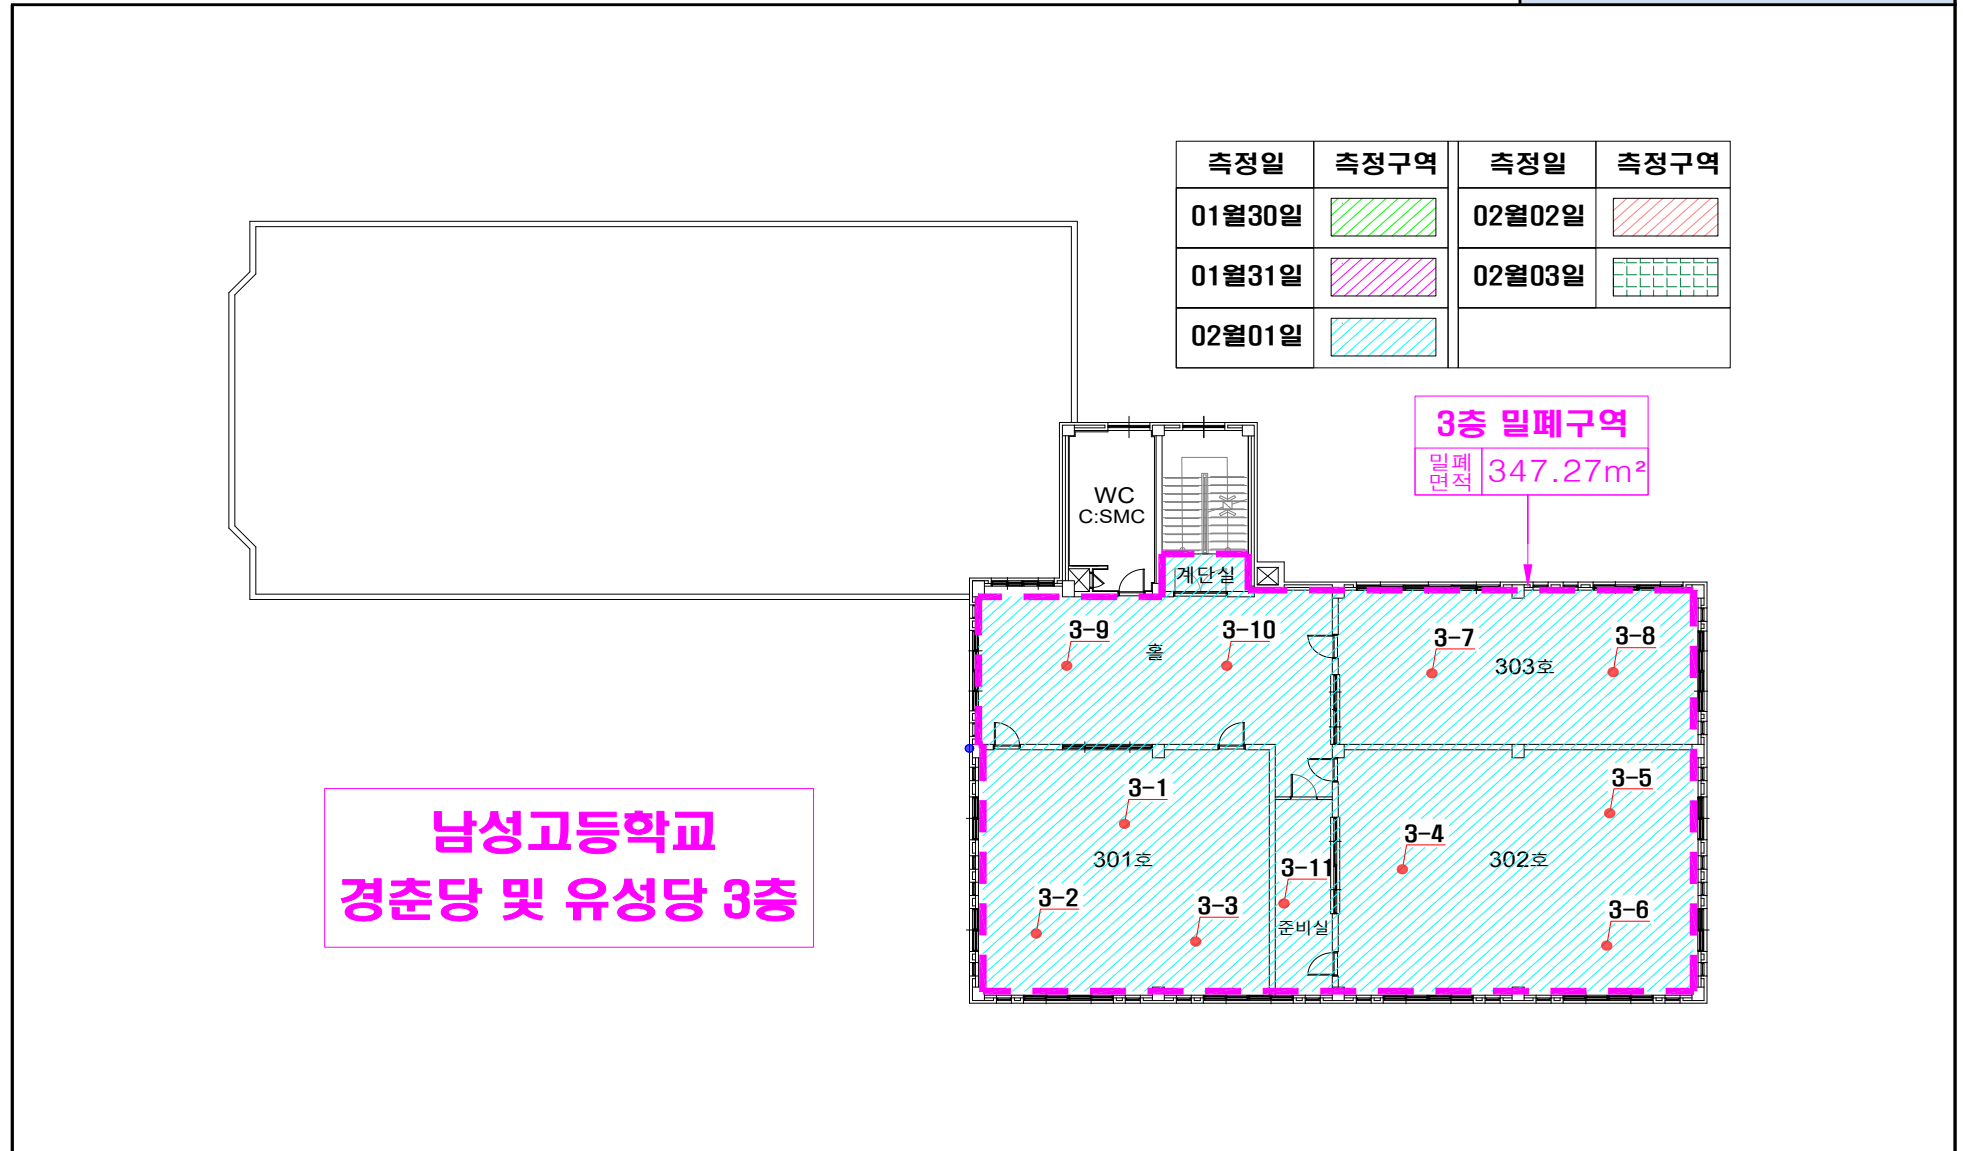 측정일 측정구역 측정일 측정구역
01월30일 02월02일
01월31일 02월03일
02월01일
3층 밀폐구역
밀폐
면적
347.27m²
WC
C:SMC
계단실
3-9
3-10
홀
3-7
3-8
303호
3-1
301호
3-2
3-3
3-11
준비실
3-5
3-4
302호
3-6
남성고등학교
경춘당 및 유성당 3층